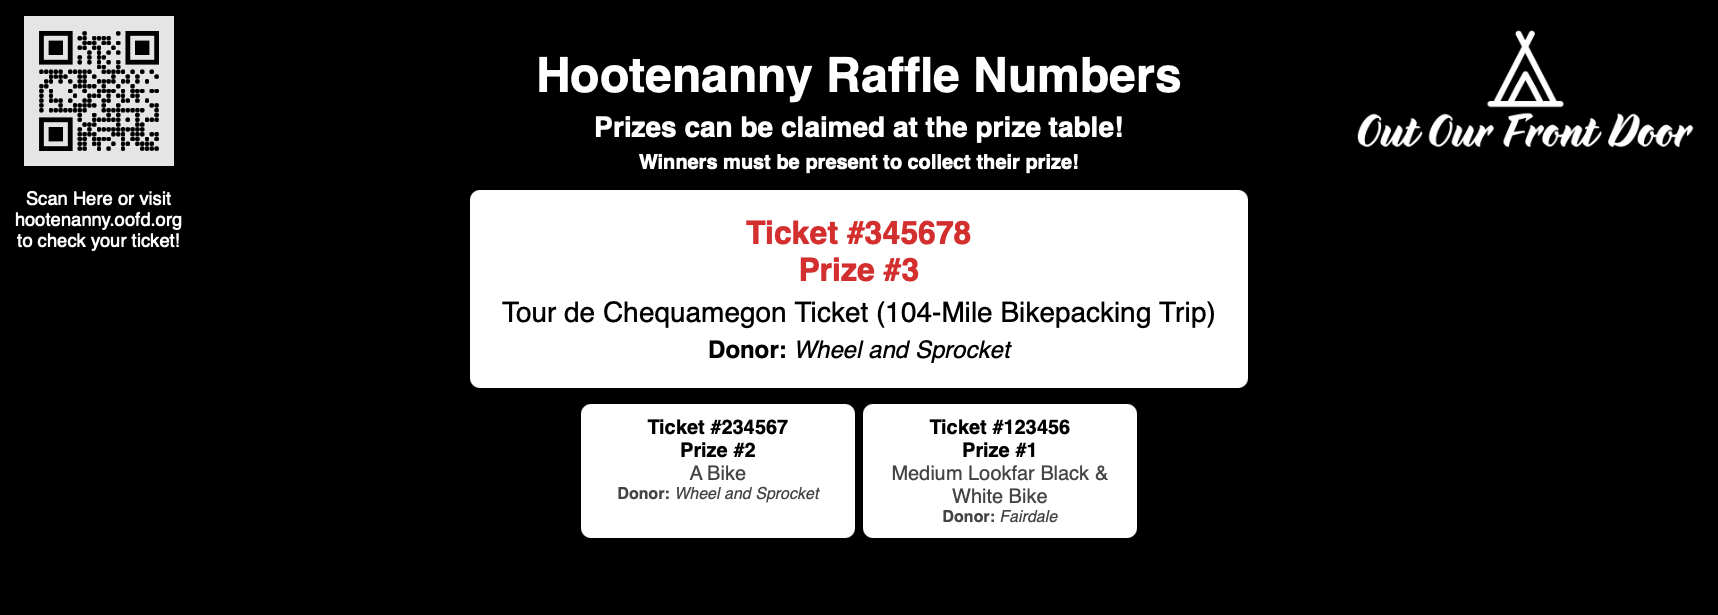 Scan Here or visit
hootenanny.oofd.org
to check your ticket!
Hootenanny Raffle Numbers
Prizes can be claimed at the prize table!
Winners must be present to collect their prize!
Out Our Front Door
Ticket #345678
Prize #3
Tour de Chequamegon Ticket (104-Mile Bikepacking Trip)
Donor: Wheel and Sprocket
Ticket #234567
Prize #2
A Bike
Donor: Wheel and Sprocket
Ticket #123456
Prize #1
Medium Lookfar Black &
White Bike
Donor: Fairdale